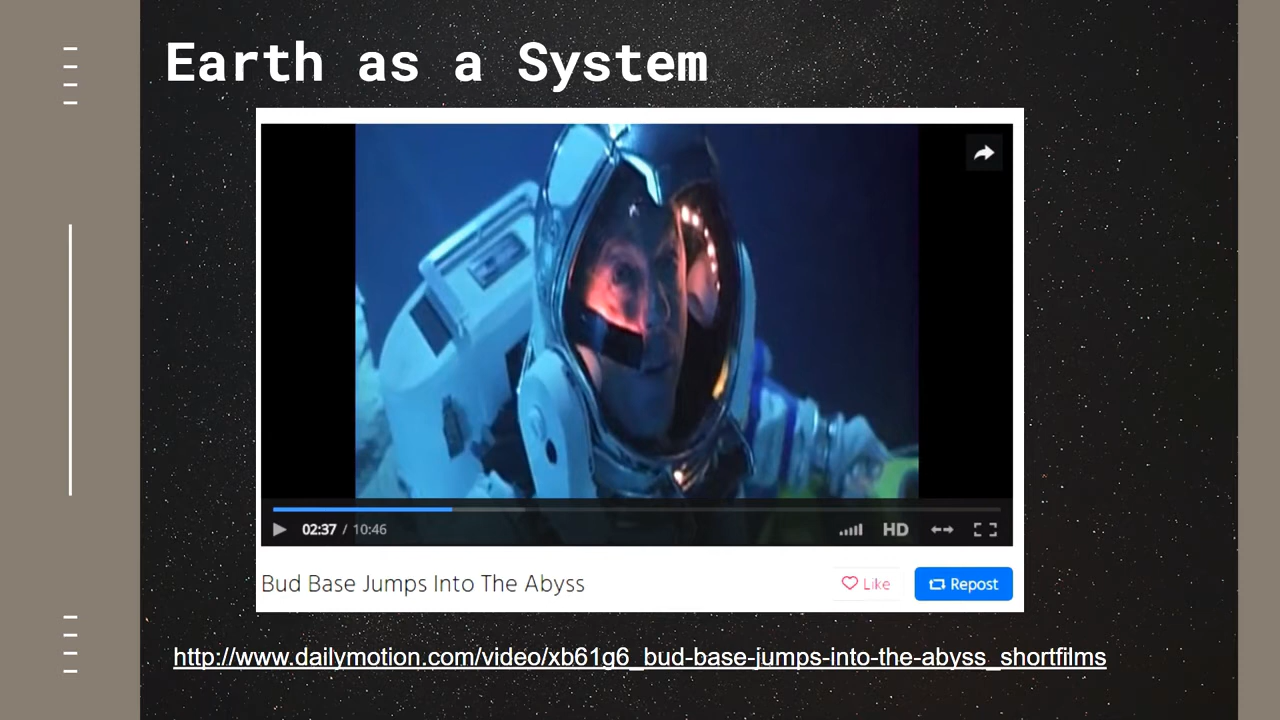 Earth as a System
02:37 / 10:46
HD
Bud Base Jumps Into The Abyss
Like
Repost
http://www.dailymotion.com/video/xb61g6_bud-base-jumps-into-the-abyss_shortfilms